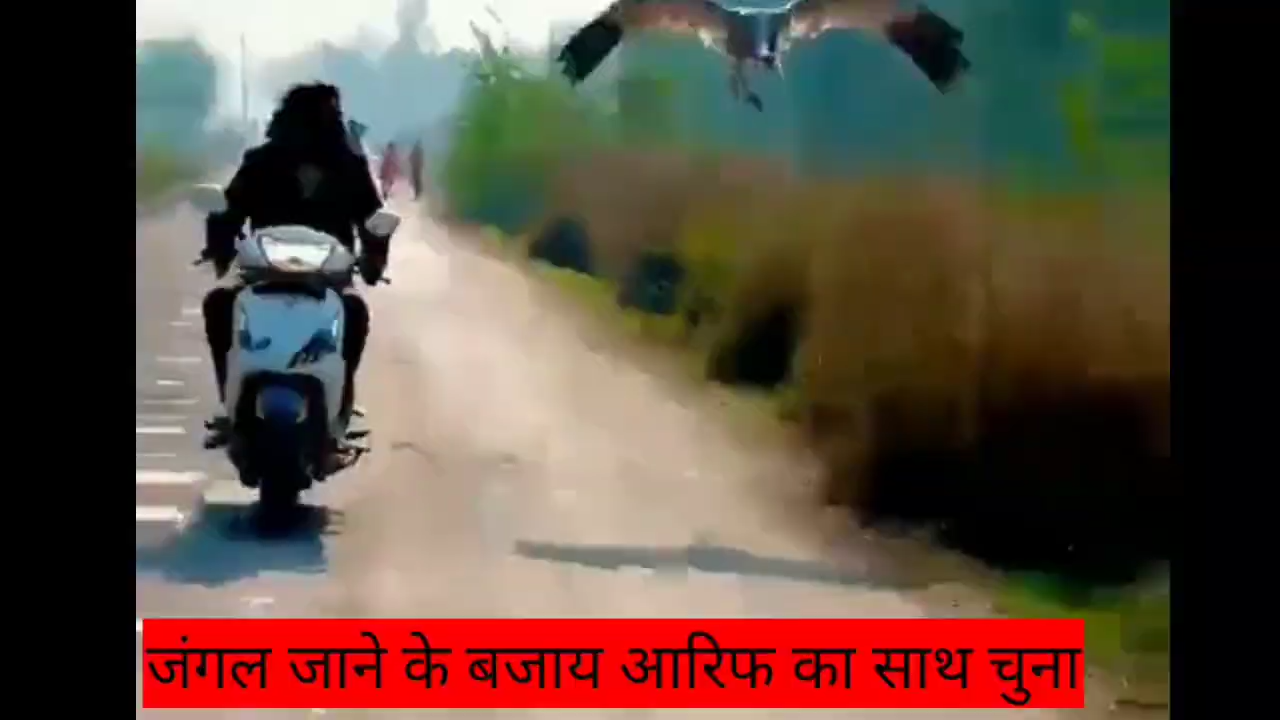 जंगल जाने के बजाय आरिफ का साथ चुना